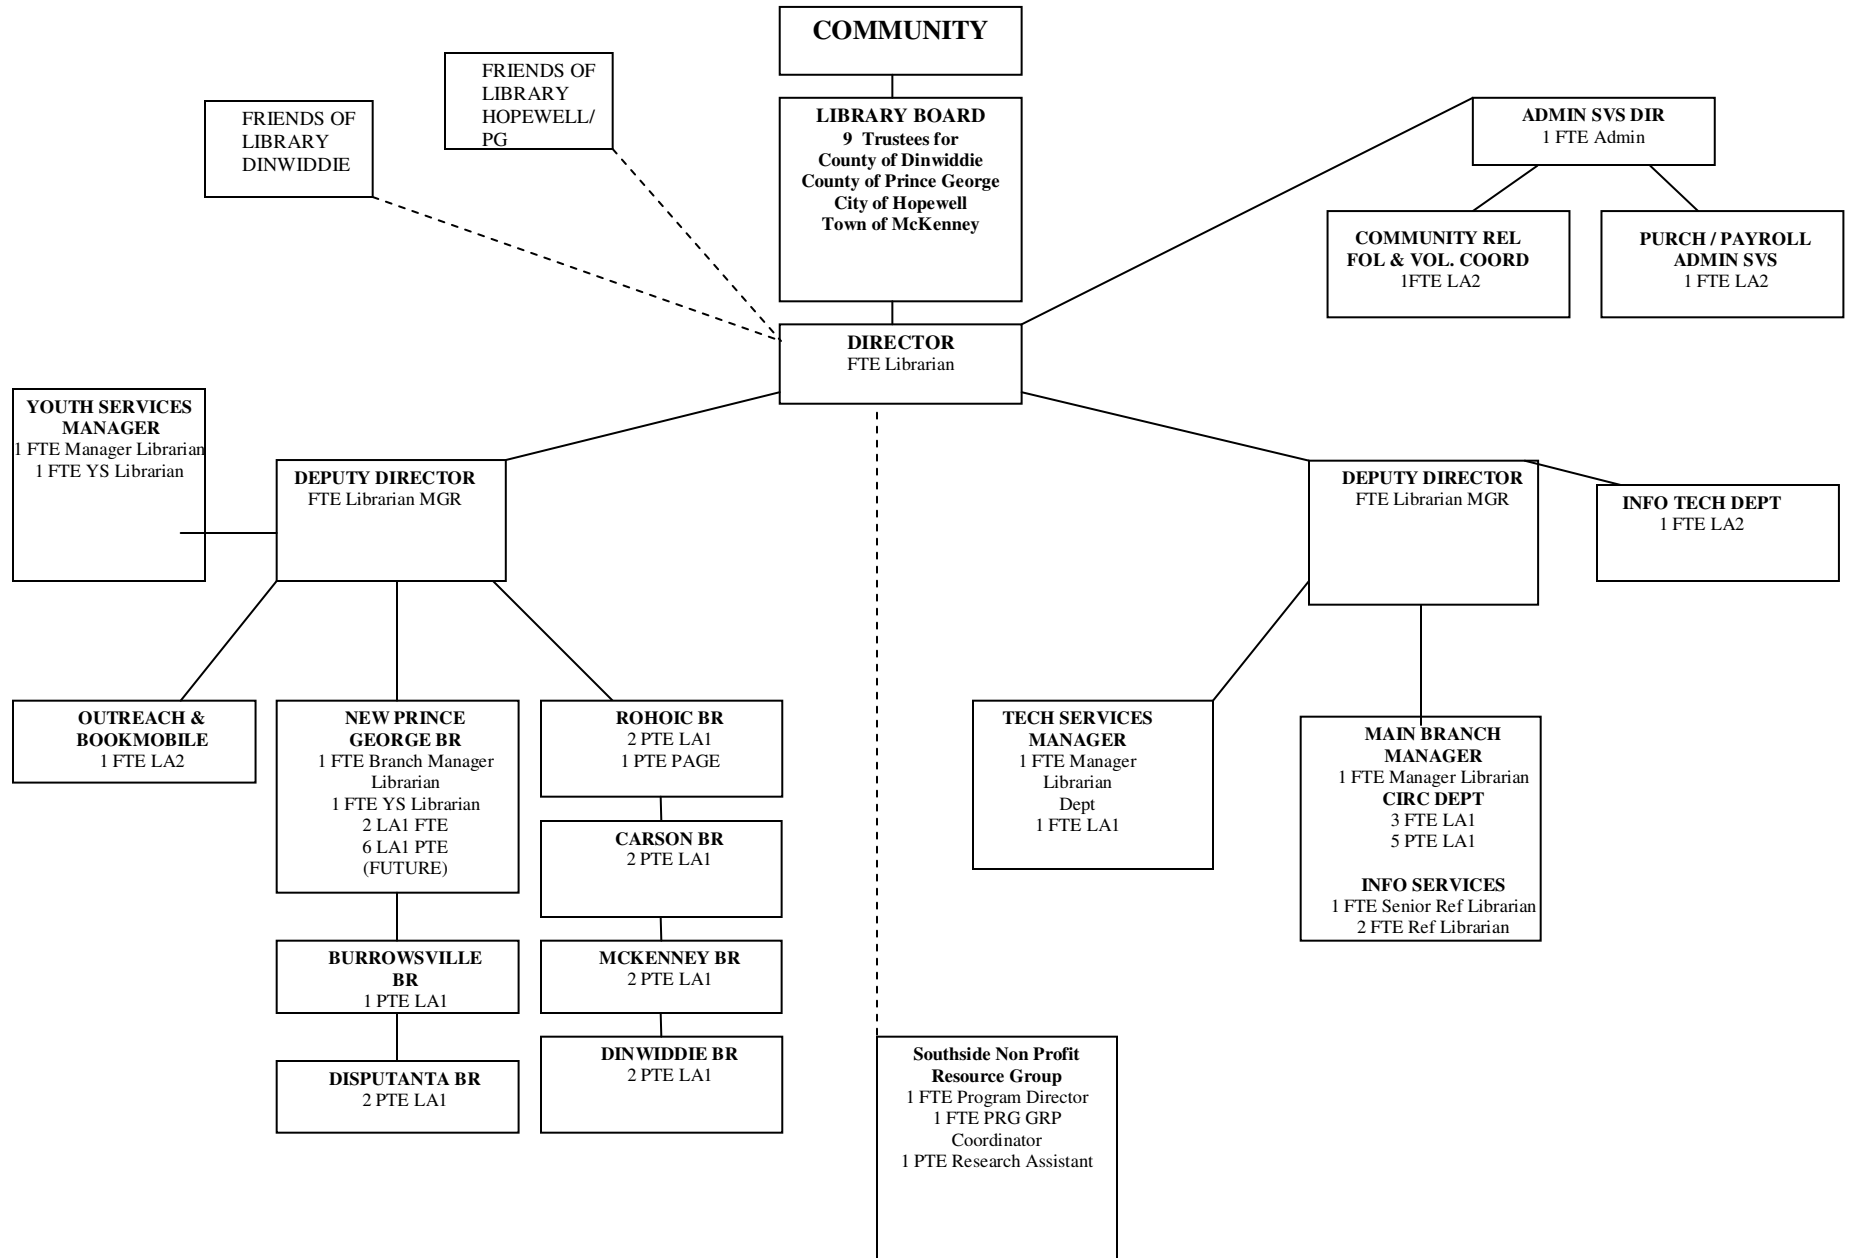 COMMUNITY
FRIENDS OF
LIBRARY
HOPEWELL/
PG
FRIENDS OF
LIBRARY
DINWIDDIE
LIBRARY BOARD
9 Trustees for
County of Dinwiddie
County of Prince George
City of Hopewell
Town of McKenney
ADMIN SVS DIR
1 FTE Admin
COMMUNITY REL
FOL & VOL. COORD
1FTE LA2
PURCH / PAYROLL
ADMIN SVS
1 FTE LA2
DIRECTOR
FTE Librarian
YOUTH SERVICES
MANAGER
1 FTE Manager Librarian
1 FTE YS Librarian
DEPUTY DIRECTOR
FTE Librarian MGR
DEPUTY DIRECTOR
FTE Librarian MGR
INFO TECH DEPT
1 FTE LA2
OUTREACH &
BOOKMOBILE
1 FTE LA2
NEW PRINCE
GEORGE BR
1 FTE Branch Manager
Librarian
1 FTE YS Librarian
2 LA1 FTE
6 LA1 PTE
(FUTURE)
ROHOIC BR
2 PTE LA1
1 PTE PAGE
CARSON BR
2 PTE LA1
TECH SERVICES
MANAGER
1 FTE Manager
Librarian
Dept
1 FTE LA1
MAIN BRANCH
MANAGER
1 FTE Manager Librarian
CIRC DEPT
3 FTE LA1
5 PTE LA1
INFO SERVICES
1 FTE Senior Ref Librarian
2 FTE Ref Librarian
BURROWSVILLE
BR
1 PTE LA1
MCKENNEY BR
2 PTE LA1
DISPUTANTA BR
2 PTE LA1
DINWIDDIE BR
2 PTE LA1
Southside Non Profit
Resource Group
1 FTE Program Director
1 FTE PRG GRP
Coordinator
1 PTE Research Assistant